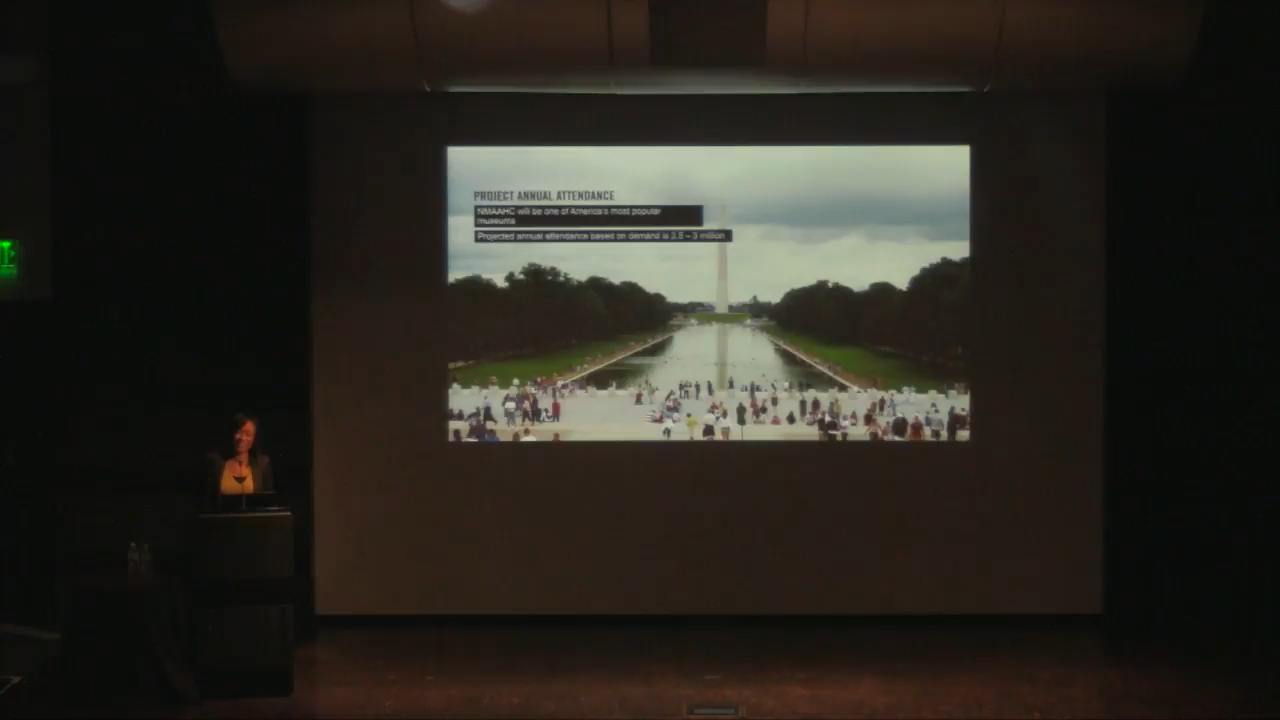 PROJECT ANNUAL ATTENDANCE
NMAAHC will be one of America's most popular
museums
Projected annual attendance based on demand is 2.5 – 3 million